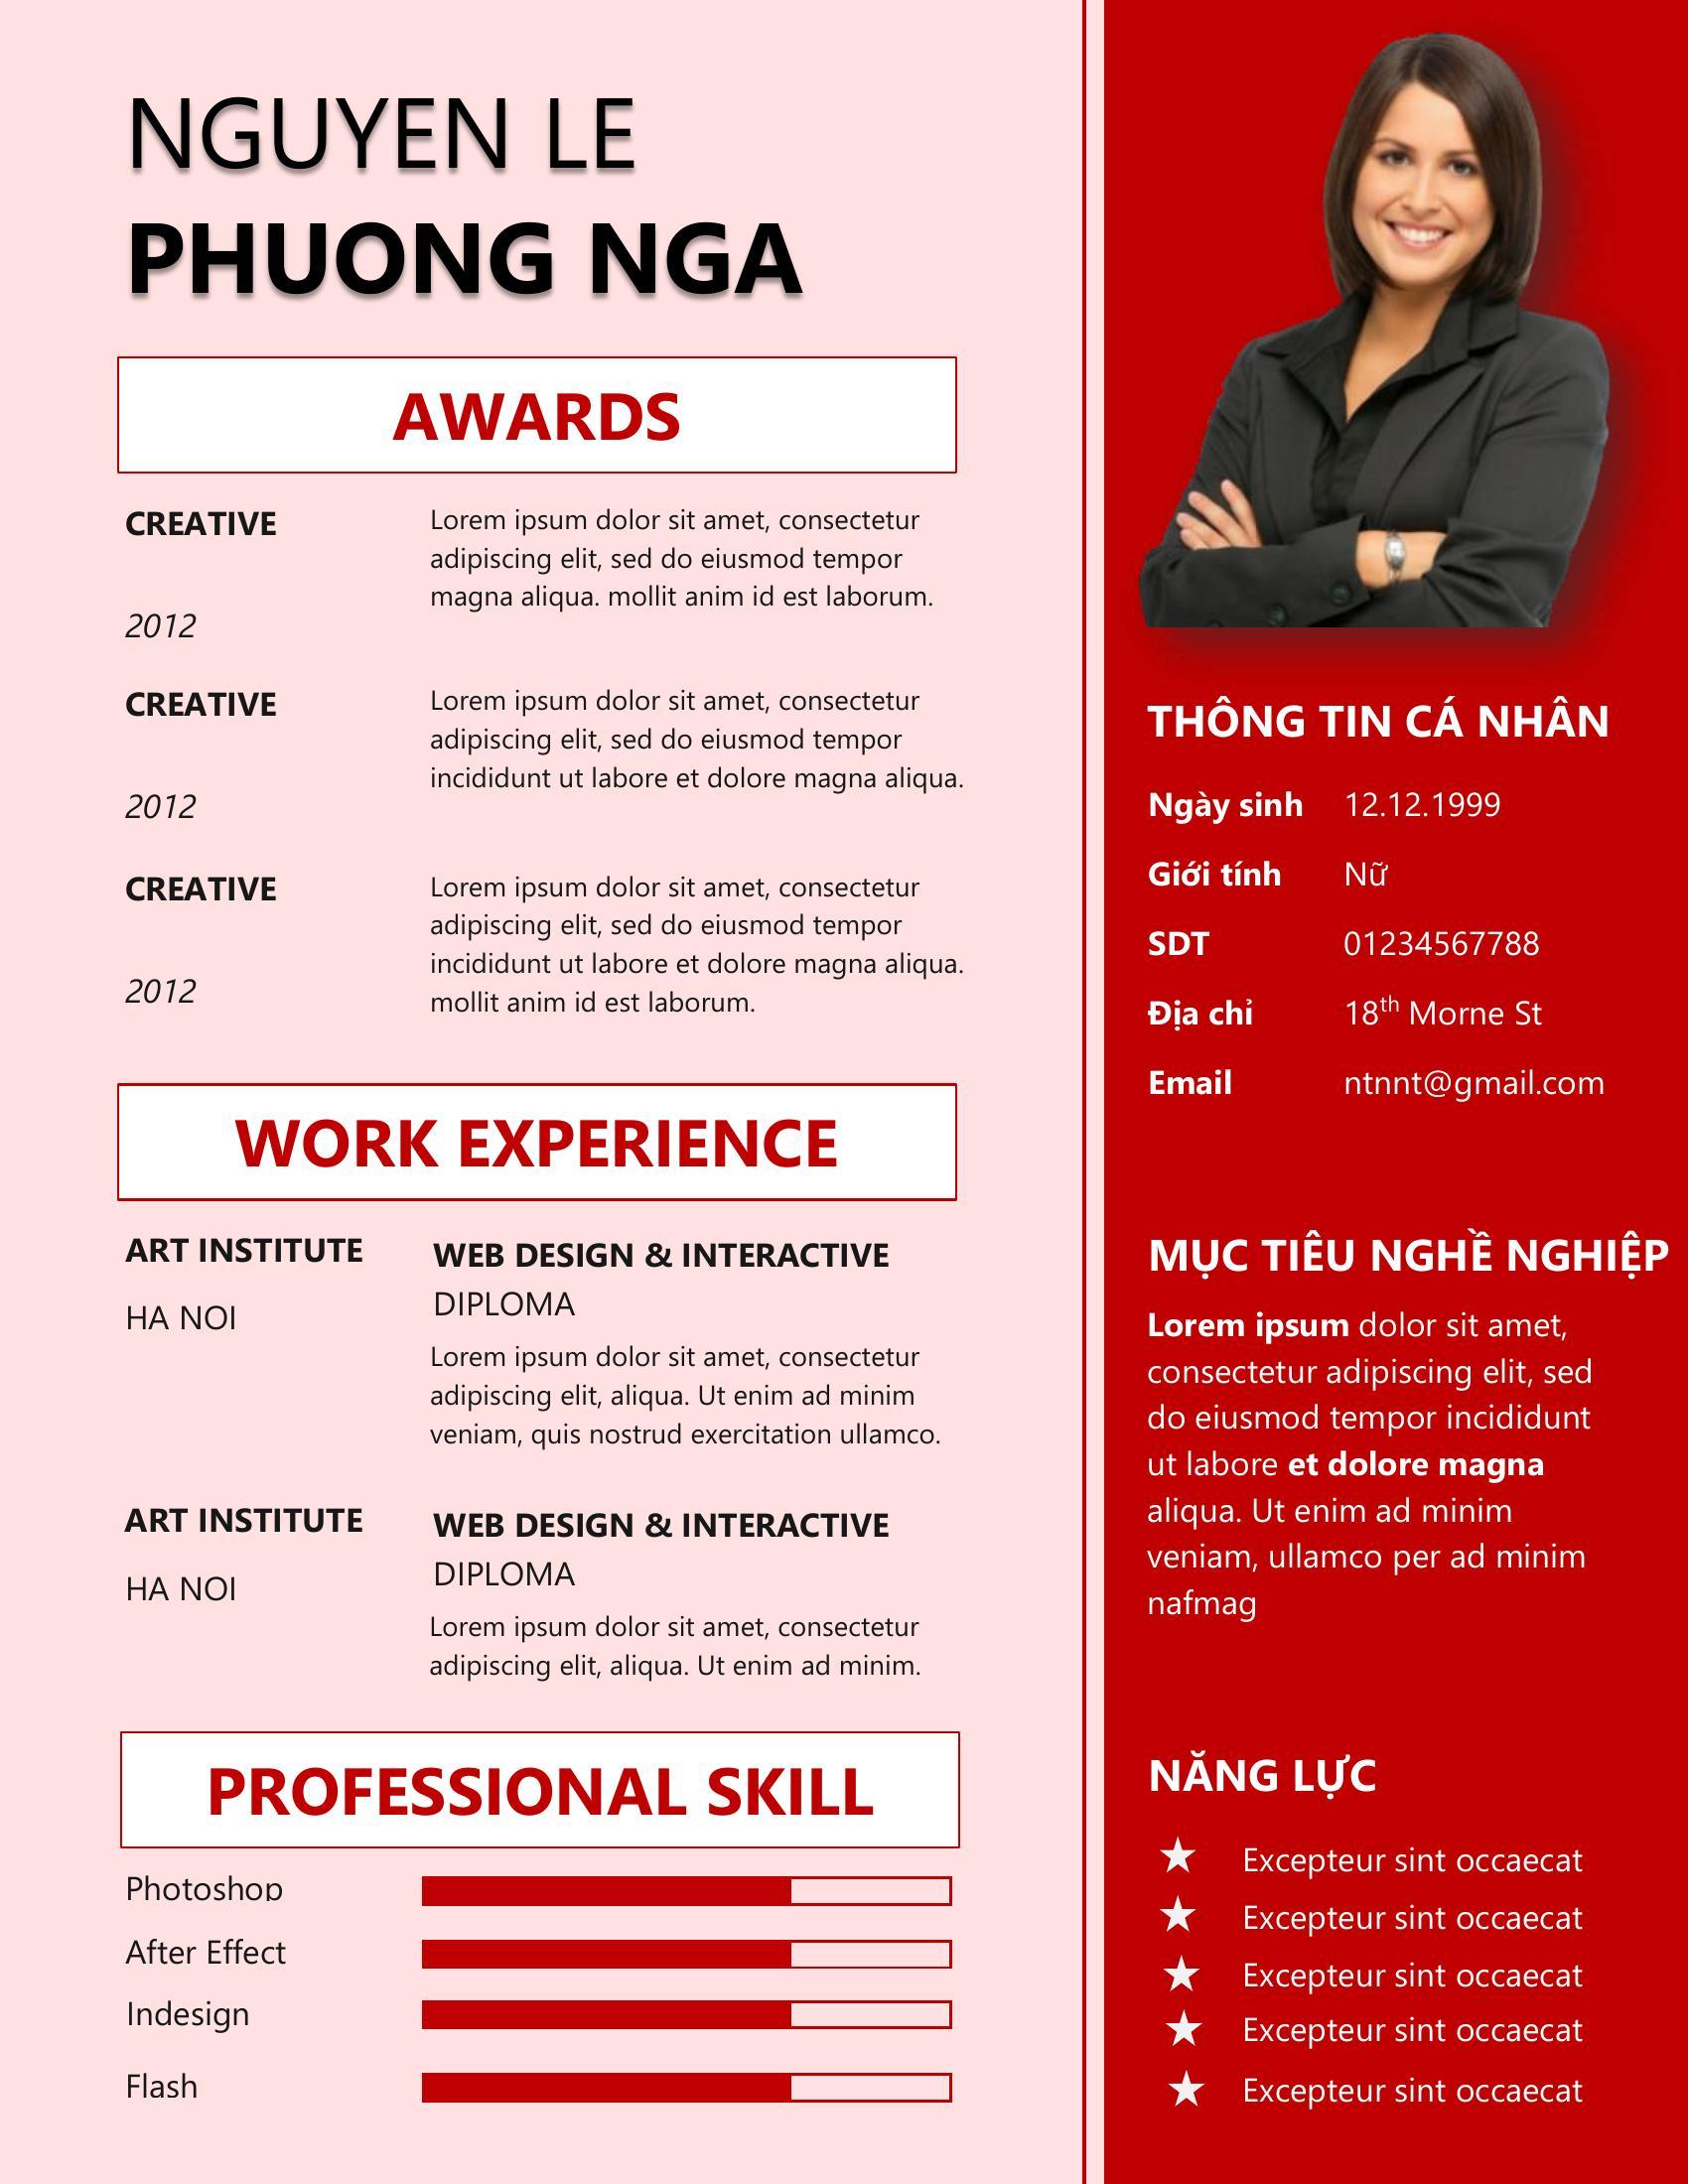 NGUYEN LE
PHUONG NGA
AWARDS
CREATIVE
2012
Lorem ipsum dolor sit amet, consectetur
adipiscing elit, sed do eiusmod tempor
magna aliqua. mollit anim id est laborum.
CREATIVE
2012
Lorem ipsum dolor sit amet, consectetur
adipiscing elit, sed do eiusmod tempor
incididunt ut labore et dolore magna aliqua.
CREATIVE
2012
Lorem ipsum dolor sit amet, consectetur
adipiscing elit, sed do eiusmod tempor
incididunt ut labore et dolore magna aliqua.
mollit anim id est laborum.
WORK EXPERIENCE
ART INSTITUTE
HA NOI
WEB DESIGN & INTERACTIVE
DIPLOMA
Lorem ipsum dolor sit amet, consectetur
adipiscing elit, aliqua. Ut enim ad minim
veniam, quis nostrud exercitation ullamco.
ART INSTITUTE
HA NOI
WEB DESIGN & INTERACTIVE
DIPLOMA
Lorem ipsum dolor sit amet, consectetur
adipiscing elit, aliqua. Ut enim ad minim.
PROFESSIONAL SKILL
Photoshop
After Effect
Indesign
Flash
THÔNG TIN CÁ NHÂN
Ngày sinh 12.12.1999
Giới tính Nữ
SDT 01234567788
Địa chỉ 18th Morne St
Email ntnnt@gmail.com
MỤC TIÊU NGHỀ NGHIỆP
Lorem ipsum dolor sit amet,
consectetur adipiscing elit, sed
do eiusmod tempor incididunt
ut labore et dolore magna
aliqua. Ut enim ad minim
veniam, ullamco per ad minim
nafmag
NĂNG LỰC
Excepteur sint occaecat
Excepteur sint occaecat
Excepteur sint occaecat
Excepteur sint occaecat
Excepteur sint occaecat